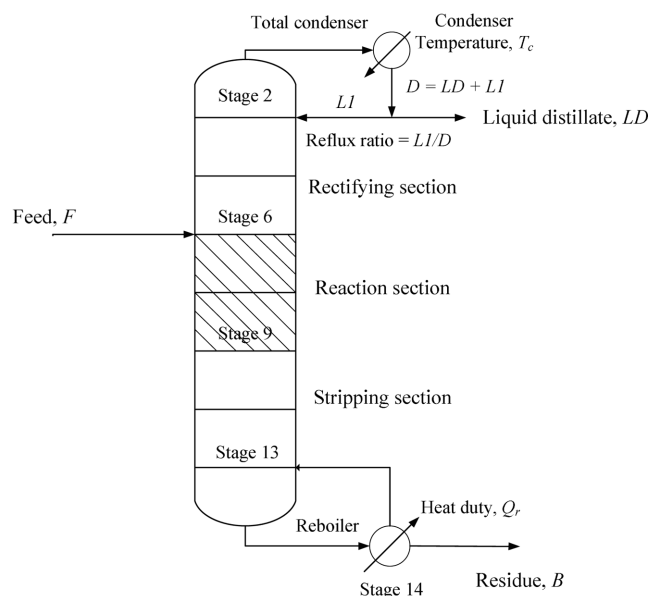 Total condenser
Condenser
Temperature, Tc
Stage 2
L1
D = LD + L1
Liquid distillate, LD
Reflux ratio = L1/D
Rectifying section
Feed, F
Stage 6
Reaction section
Stage 9
Stripping section
Stage 13
Heat duty, Qr
Reboiler
Stage 14
Residue, B